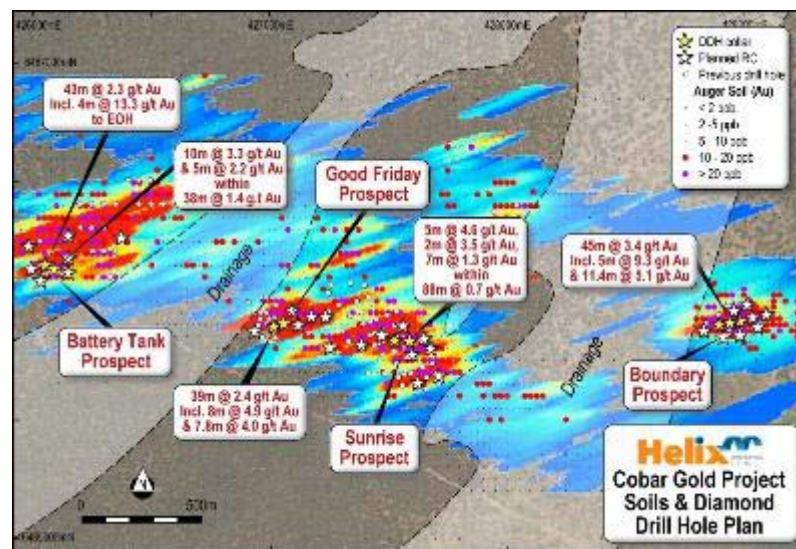 426000mE
427000mE
428000mE
DDH collar
Planned RC
Previous drill hole
Auger Soil (Au)
< 2 ppb
2 - 5 ppb
5 - 10 ppb
10 - 20 ppb
> 20 ppb
43m @ 2.3 g/t Au
Incl. 4m @ 13.3 g/t Au
to EOH
10m @ 3.3 g/t Au
& 5m @ 2.2 g/t Au
within
38m @ 1.4 g.t Au
Good Friday
Prospect
5m @ 4.6 g/t Au,
2m @ 3.5 g/t Au,
7m @ 1.3 g/t Au
within
88m @ 0.7 g/t Au
45m @ 3.4 g/t Au
Incl. 5m @ 9.3 g/t Au
& 11.4m @ 5.1 g/t Au
Drainage
Drainage
Battery Tank
Prospect
Boundary
Prospect
39m @ 2.4 g/t Au
Incl. 8m @ 4.9 g/t Au
& 7.8m @ 4.0 g/t Au
Sunrise
Prospect
N
0
500m
Helix
Cobar Gold Project
Soils & Diamond
Drill Hole Plan